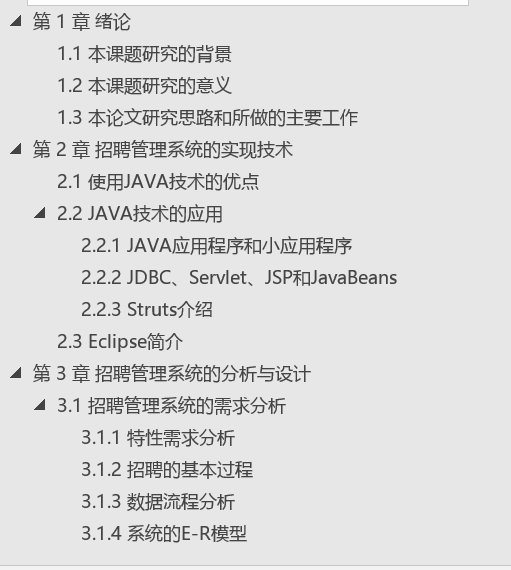 第 1 章 绪论
1.1 本课题研究的背景
1.2 本课题研究的意义
1.3 本论文研究思路和所做的主要工作
第 2 章 招聘管理系统的实现技术
2.1 使用JAVA技术的优点
2.2 JAVA技术的应用
2.2.1 JAVA应用程序和小应用程序
2.2.2 JDBC、Servlet、JSP和JavaBeans
2.2.3 Struts介绍
2.3 Eclipse简介
第 3 章 招聘管理系统的分析与设计
3.1 招聘管理系统的需求分析
3.1.1 特性需求分析
3.1.2 招聘的基本过程
3.1.3 数据流程分析
3.1.4 系统的E-R模型